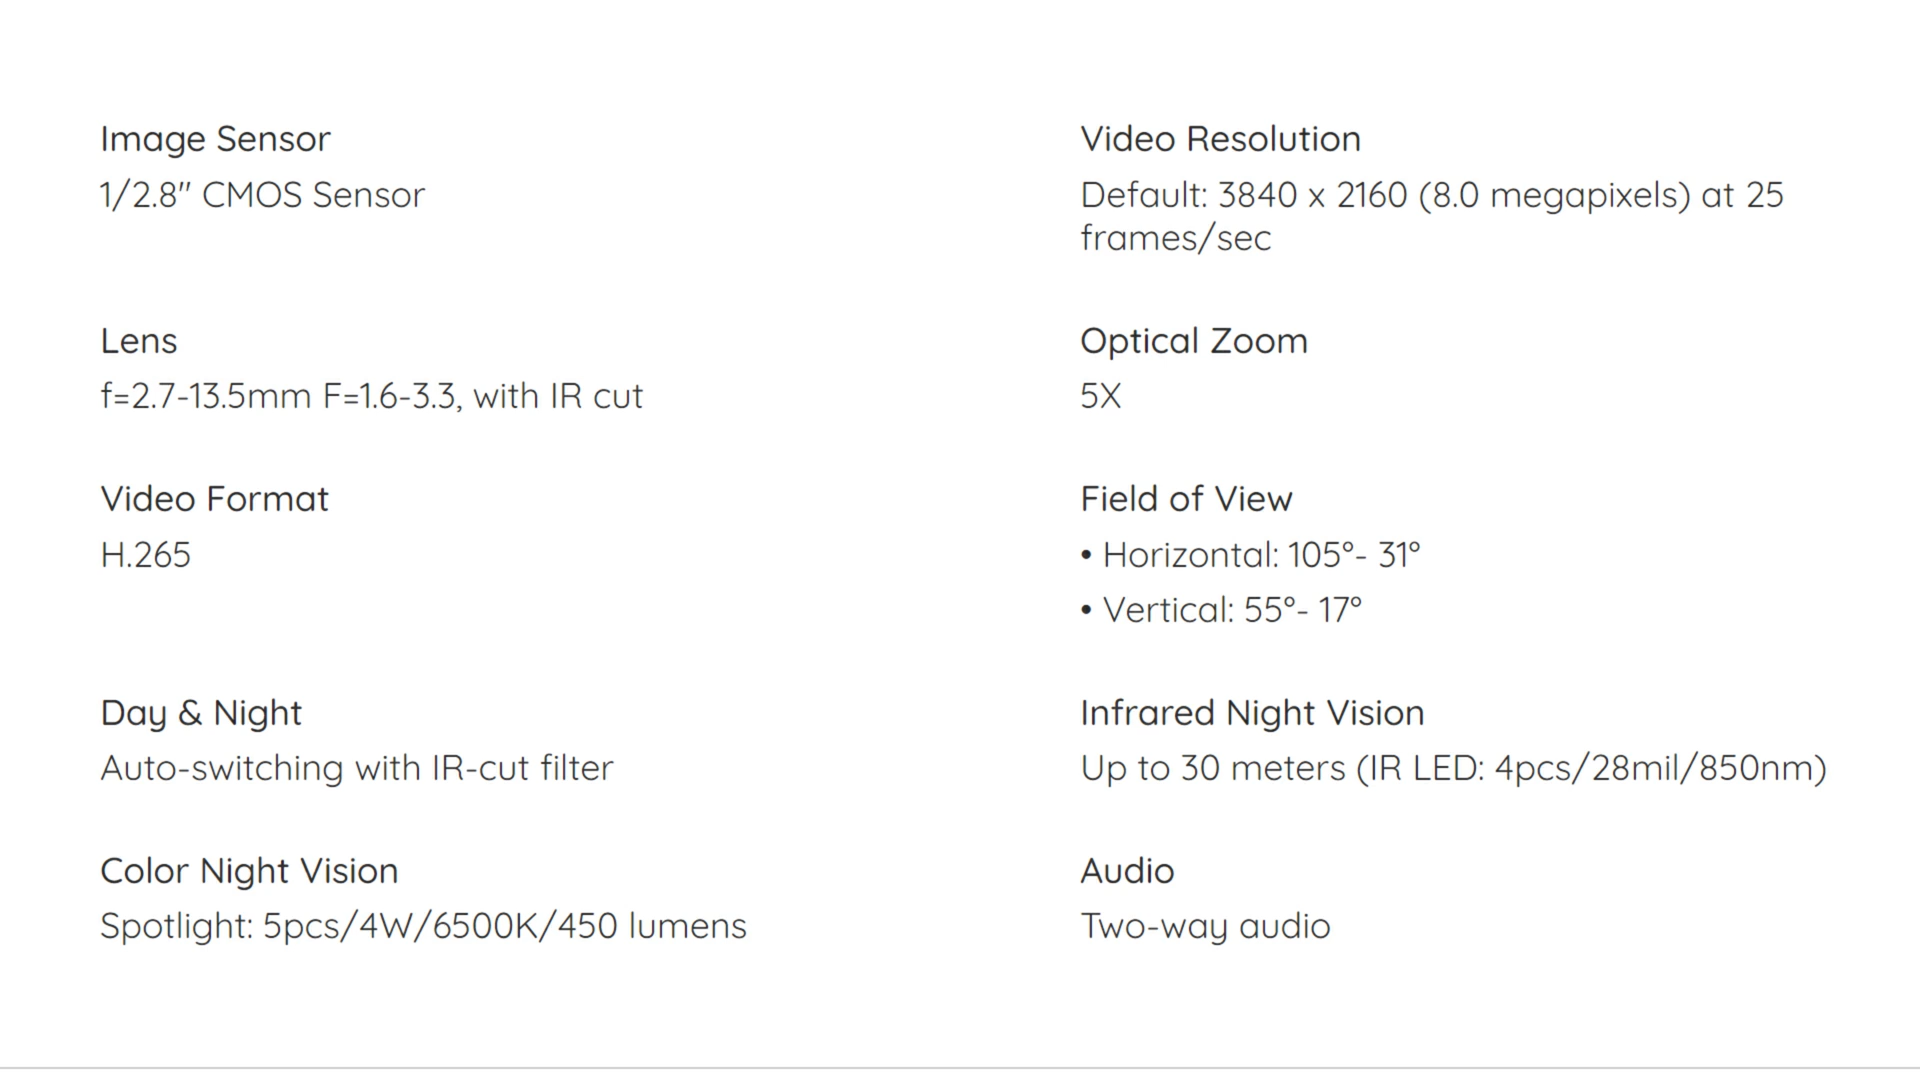 Image Sensor
1/2.8" CMOS Sensor
Video Resolution
Default: 3840 x 2160 (8.0 megapixels) at 25
frames/sec
Lens
f=2.7-13.5mm F=1.6-3.3, with IR cut
Optical Zoom
5X
Video Format
H.265
Field of View
• Horizontal: 105°- 31°
• Vertical: 55°- 17°
Day & Night
Auto-switching with IR-cut filter
Infrared Night Vision
Up to 30 meters (IR LED: 4pcs/28mil/850nm)
Color Night Vision
Spotlight: 5pcs/4W/6500K/450 lumens
Audio
Two-way audio